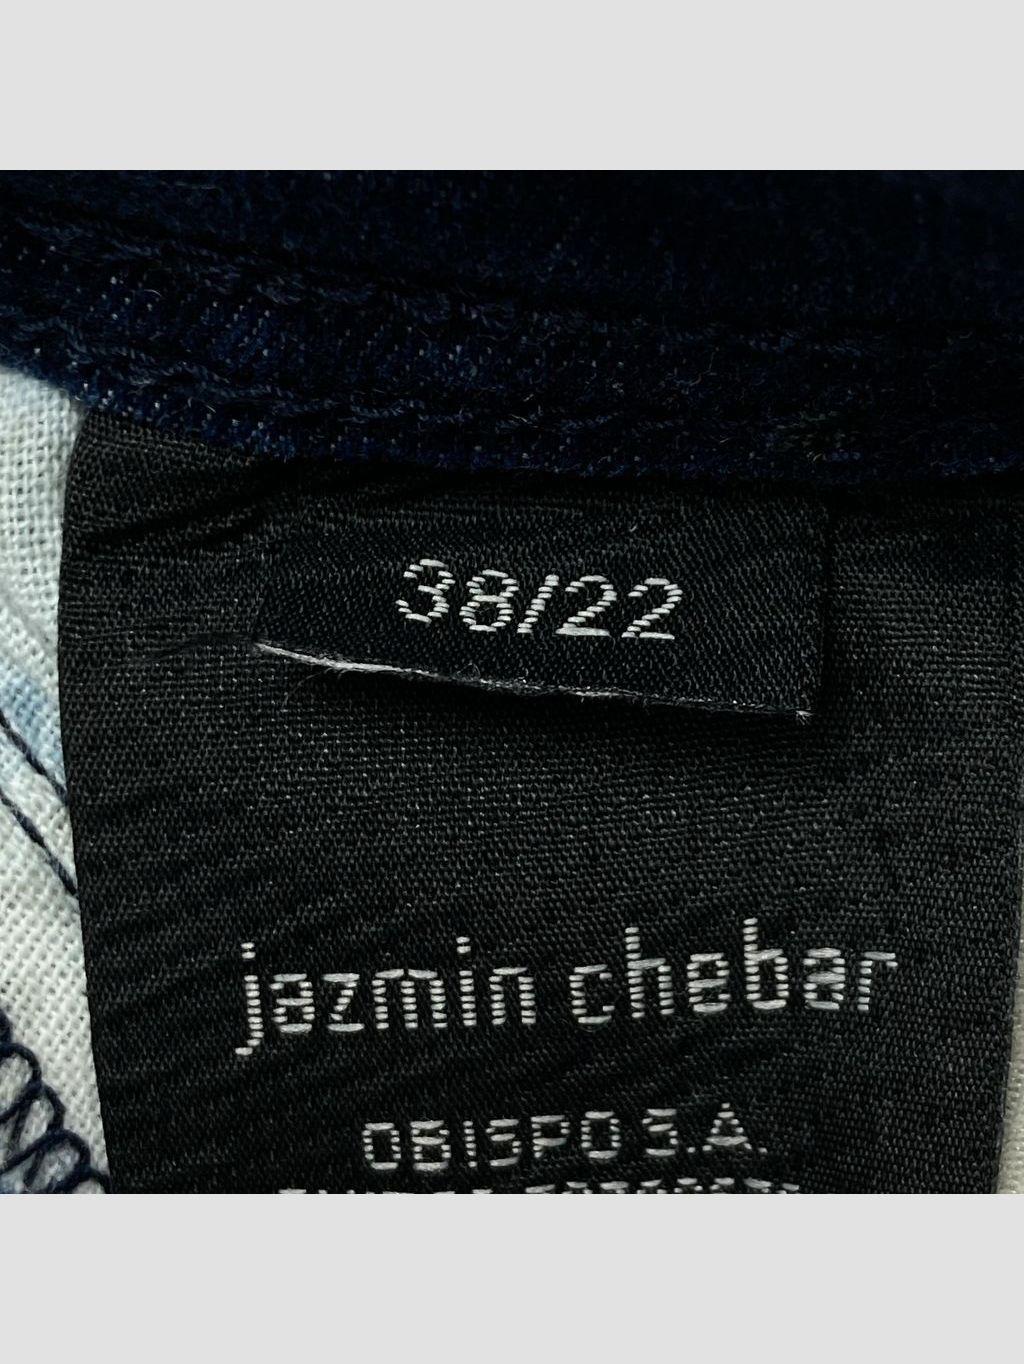 38/22
jazmin chebar
OBISPO S.A.